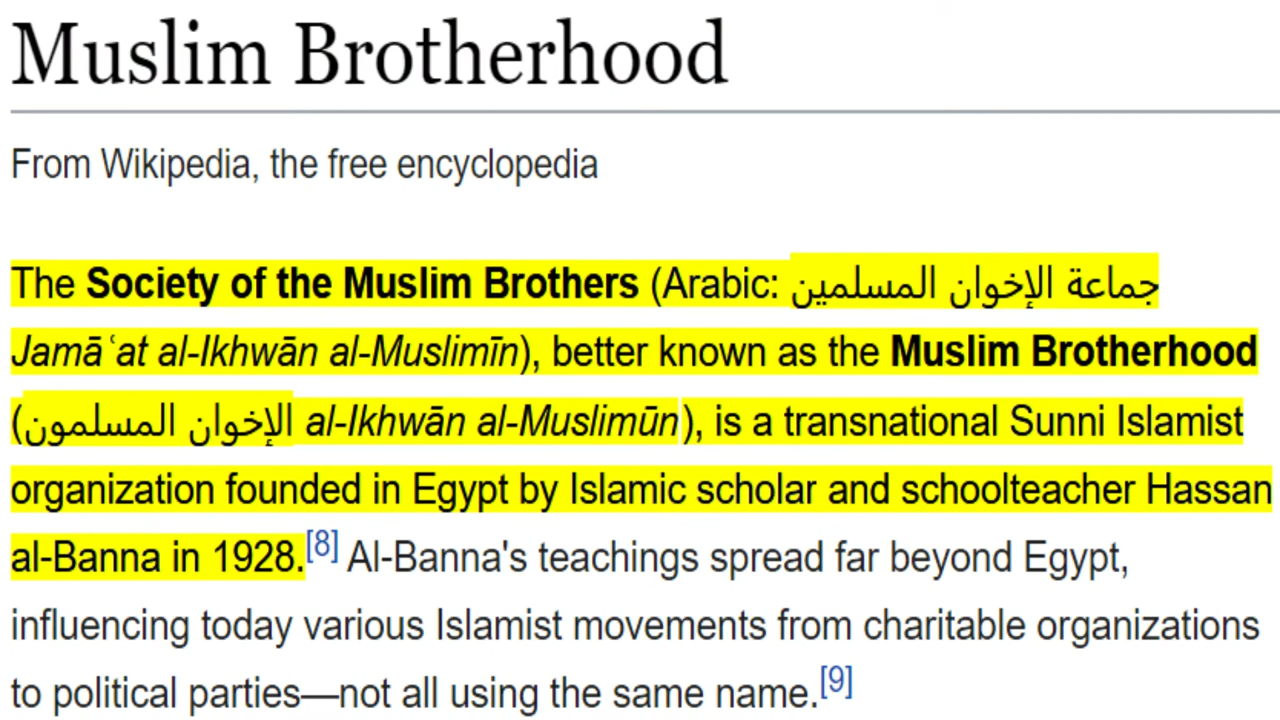 Muslim Brotherhood
From Wikipedia, the free encyclopedia
The Society of the Muslim Brothers (Arabic: جماعة الإخوان المسلمين
Jamāʿat al-Ikhwān al-Muslimīn), better known as the Muslim Brotherhood
(الإخوان المسلمون al-Ikhwān al-Muslimūn), is a transnational Sunni Islamist
organization founded in Egypt by Islamic scholar and schoolteacher Hassan
al-Banna in 1928.[8] Al-Banna's teachings spread far beyond Egypt,
influencing today various Islamist movements from charitable organizations
to political parties—not all using the same name.[9]